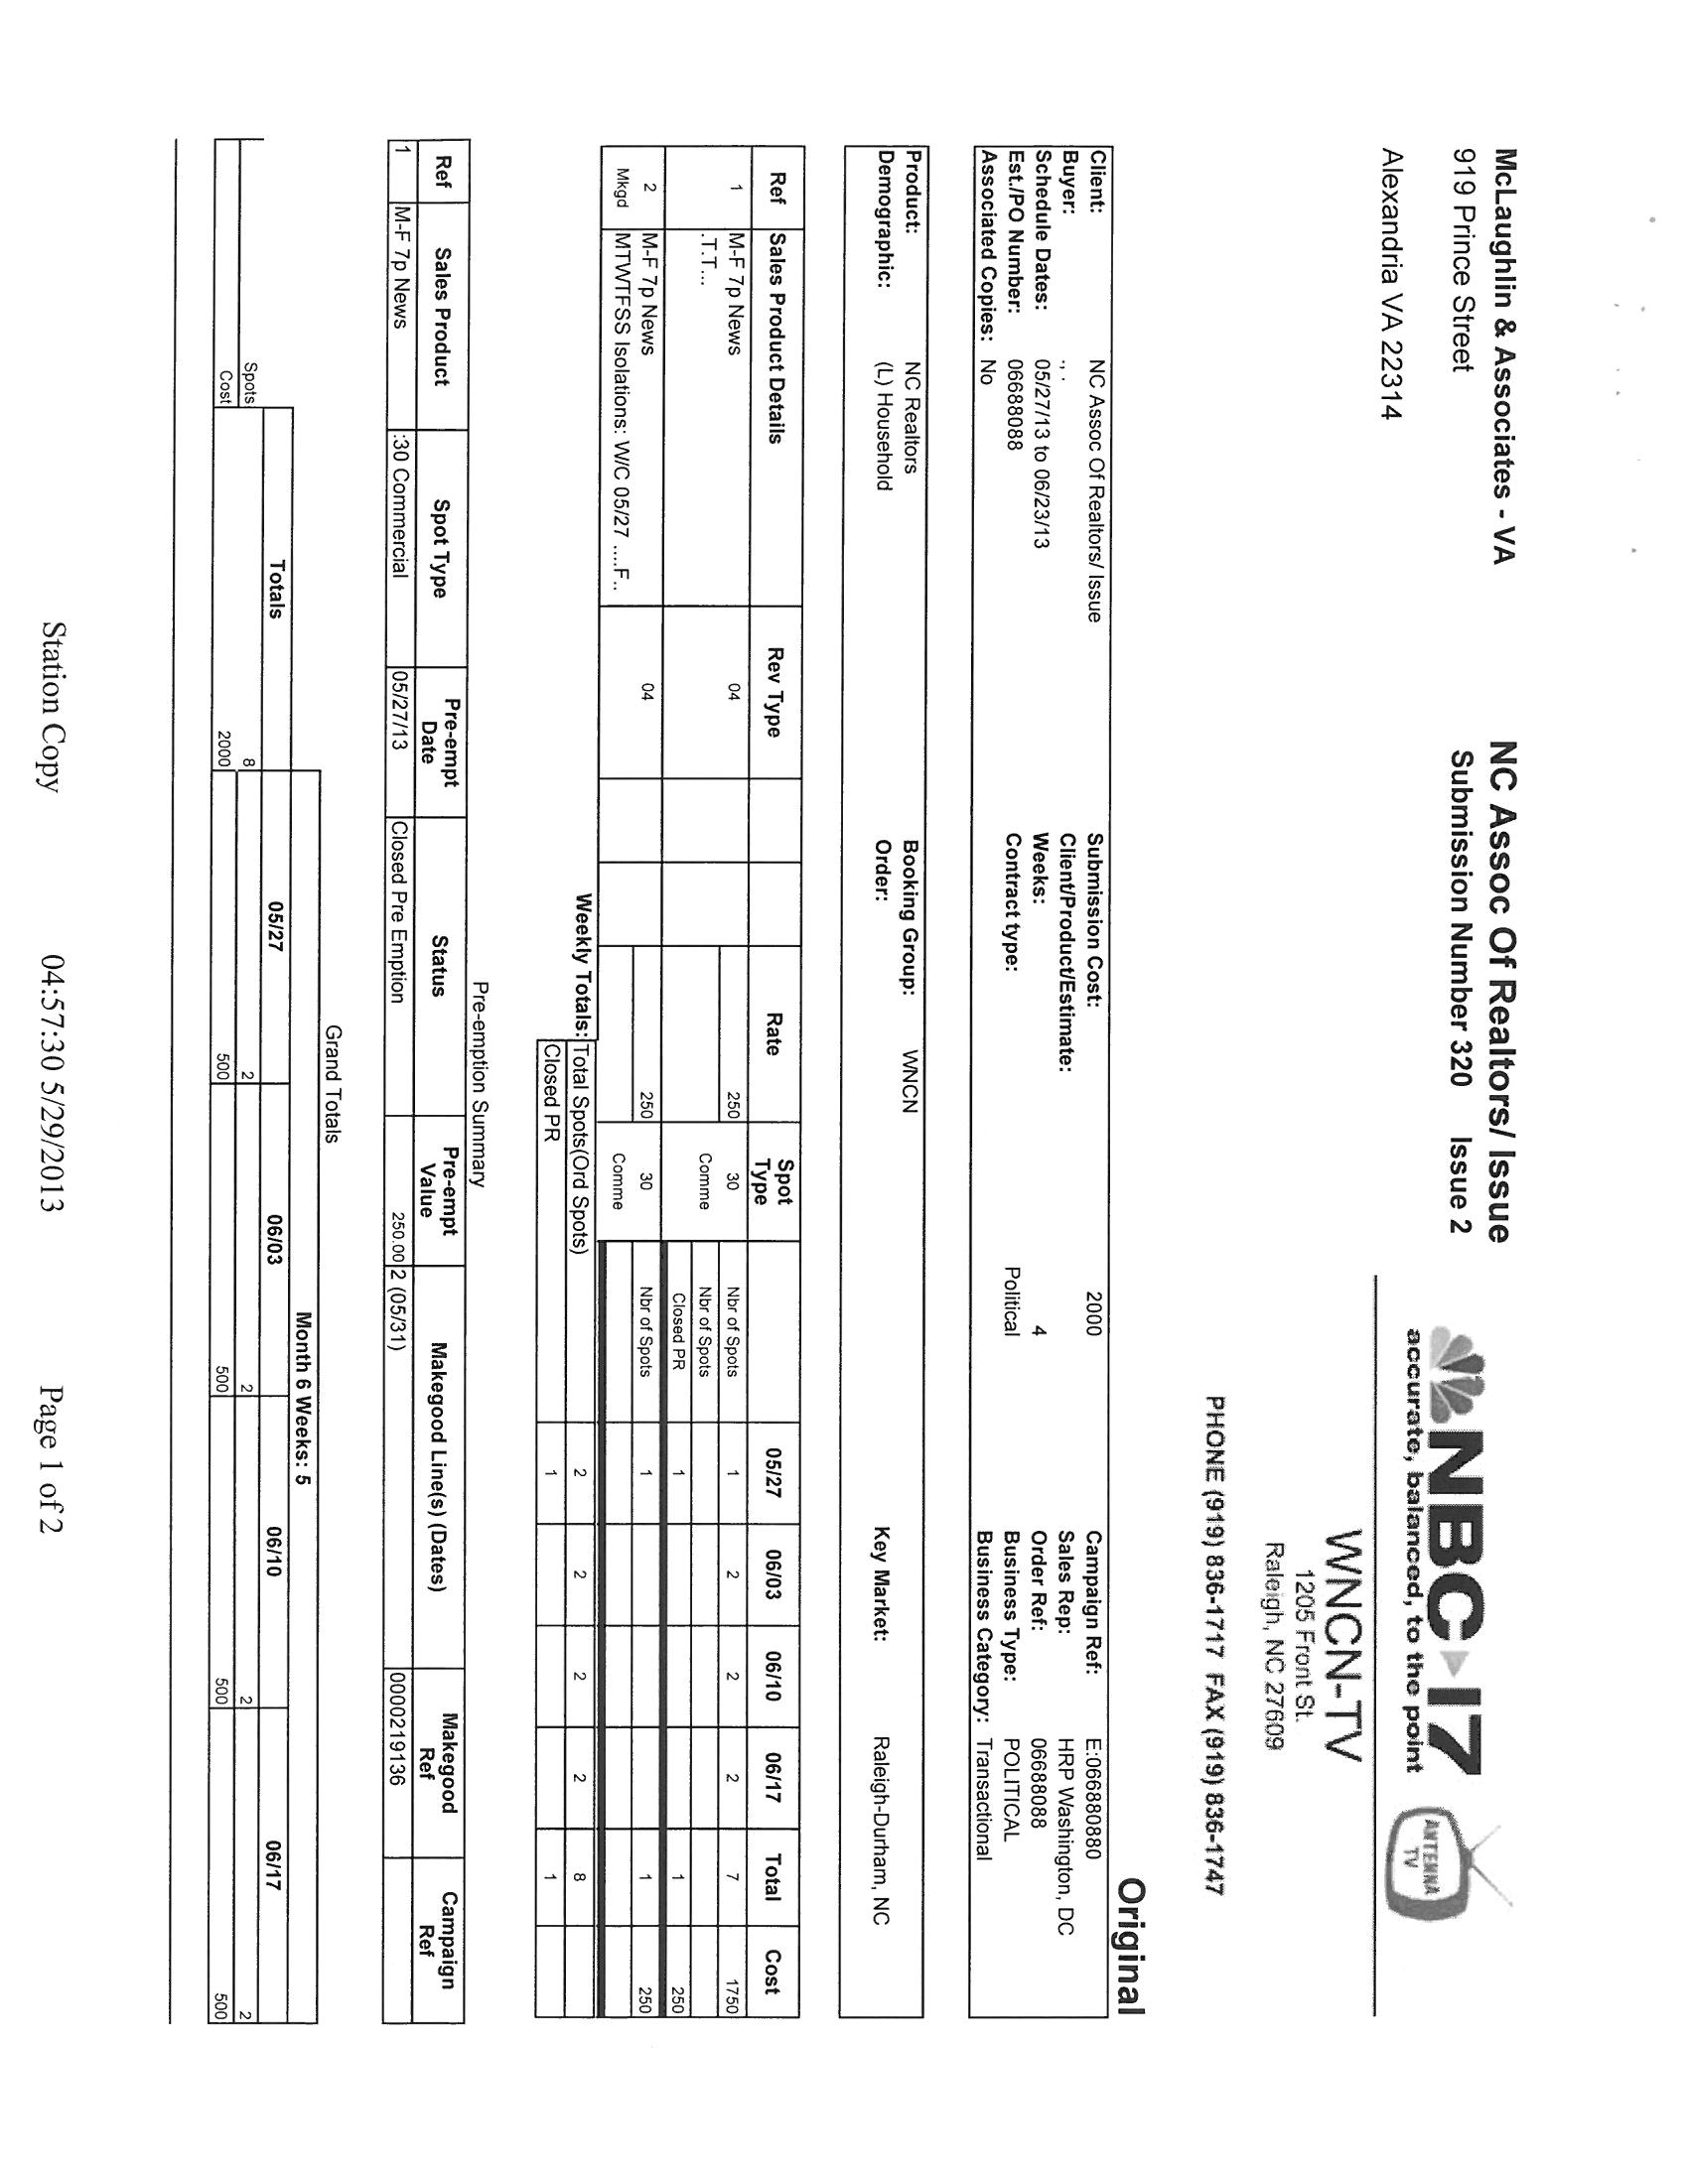 McLaughlin & Associates - VA
919 Prince Street
Alexandria VA 22314
NC Assoc Of Realtors/ Issue
Submission Number 320 Issue 2
NBC 17
accurate, balanced, to the point
ANTENNA TV
WNCN-TV
1205 Front St.
Raleigh, NC 27609
PHONE (919) 836-1717 FAX (919) 836-1747
Original
Client: NC Assoc Of Realtors/ Issue Submission Cost: 2000 Campaign Ref: E:066880880
Buyer: ., . Client/Product/Estimate: Sales Rep: HRP Washington, DC
Schedule Dates: 05/27/13 to 06/23/13 Weeks: 4 Order Ref: 06688088
Est./PO Number: 06688088 Contract type: Political Business Type: POLITICAL
Associated Copies: No Business Category: Transactional
Product: NC Realtors Booking Group: WNCN
Demographic: (L) Household Order: Key Market: Raleigh-Durham, NC
Ref Sales Product Details Rev Type Rate Spot Type 05/27 06/03 06/10 06/17 Total Cost
1 M-F 7p News 04 250 30 Nbr of Spots 1 2 2 2 7 1750
.T.T... Comme Nbr of Spots
Closed PR 1 1 250
2 M-F 7p News 04 250 30 Nbr of Spots 1 1 250
Mkgd MTWTFSS Isolations: W/C 05/27 ....F.. Comme
Weekly Totals: Total Spots(Ord Spots) 2 2 2 2 8
Closed PR 1 1
Pre-emption Summary
Ref Sales Product Spot Type Pre-empt Date Status Pre-empt Value Makegood Line(s) (Dates) Makegood Ref Campaign Ref
1 M-F 7p News :30 Commercial 05/27/13 Closed Pre Emption 250.00 2 (05/31) 0000219136
Grand Totals
Month 6 Weeks: 5
Totals 05/27 06/03 06/10 06/17
Spots 8 2 2 2 2
Cost 2000 500 500 500 500
Station Copy 04:57:30 5/29/2013 Page 1 of 2